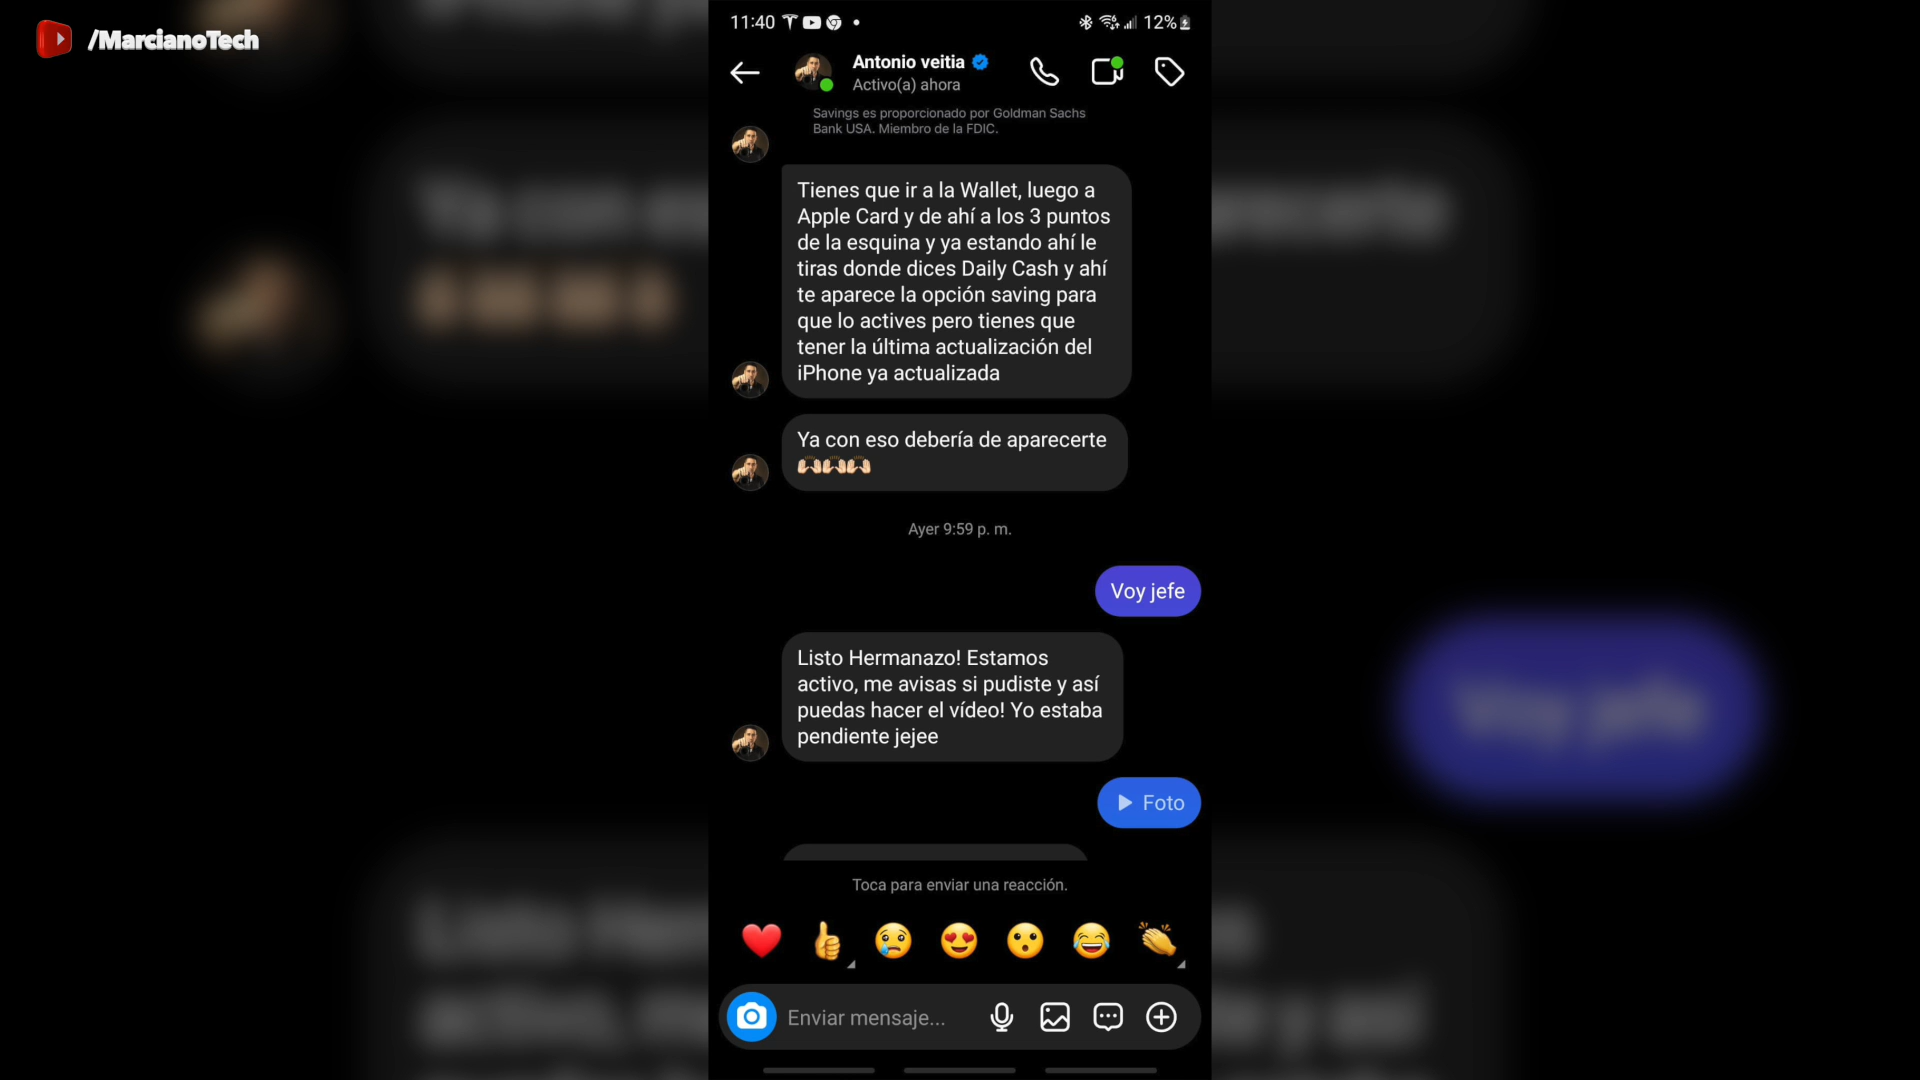 /MarcianoTech
11:40
12%
Antonio veitia
Activo(a) ahora
Savings es proporcionado por Goldman Sachs
Bank USA. Miembro de la FDIC.
Tienes que ir a la Wallet, luego a
Apple Card y de ahí a los 3 puntos
de la esquina y ya estando ahí le
tiras donde dices Daily Cash y ahí
te aparece la opción saving para
que lo actives pero tienes que
tener la última actualización del
iPhone ya actualizada
Ya con eso debería de aparecerte
🙌🏻🙌🏻🙌🏻
Ayer 9:59 p. m.
Voy jefe
Listo Hermanazo! Estamos
activo, me avisas si pudiste y así
puedas hacer el vídeo! Yo estaba
pendiente jejee
Foto
Toca para enviar una reacción.
Enviar mensaje...